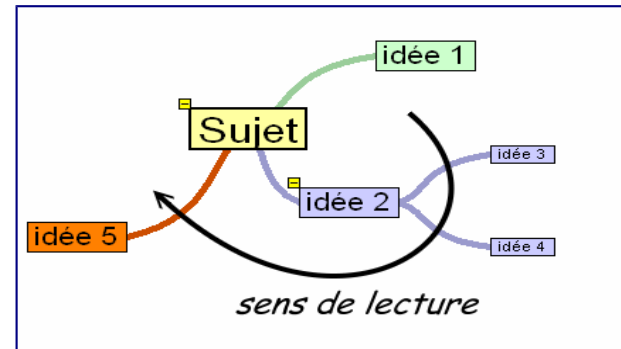 idée 1
Sujet
idée 3
idée 2
idée 4
idée 5
sens de lecture